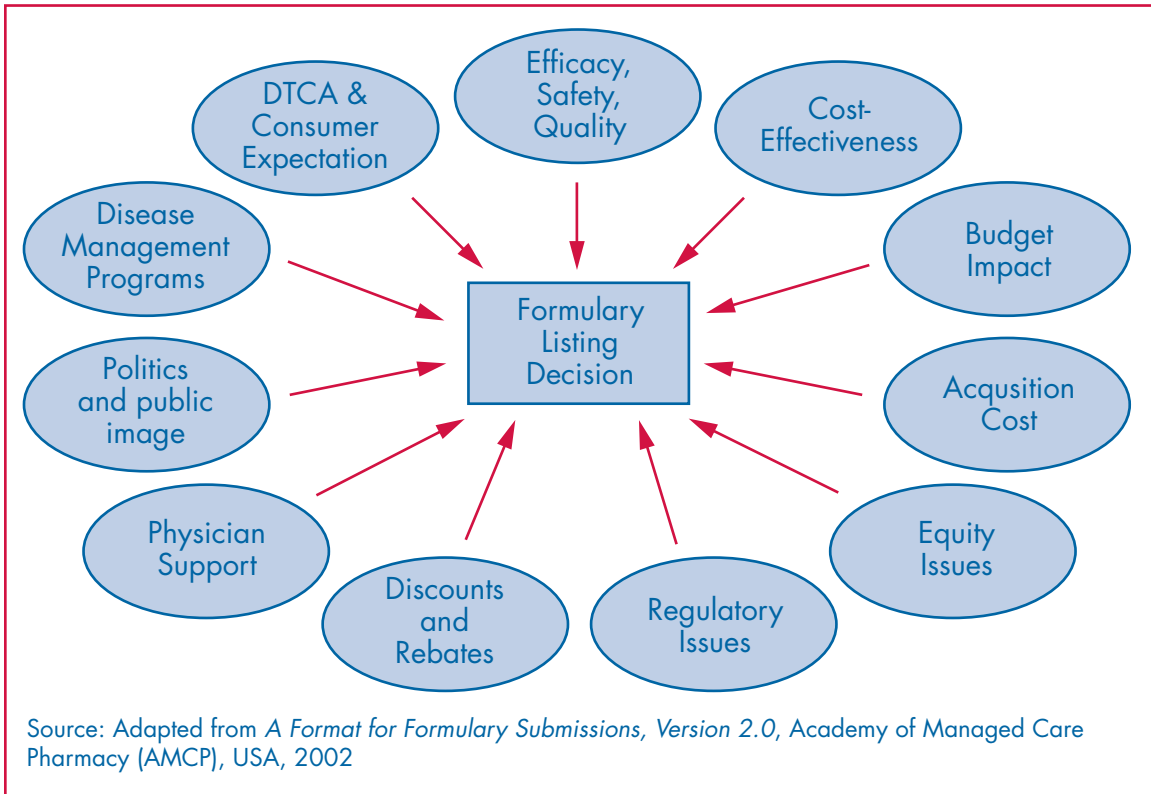 Efficacy,
Safety,
Quality
DTCA &
Consumer
Expectation
Cost-
Effectiveness
Disease
Management
Programs
Budget
Impact
Formulary
Listing
Decision
Politics
and public
image
Acqusition
Cost
Physician
Support
Equity
Issues
Discounts
and
Rebates
Regulatory
Issues
Source: Adapted from A Format for Formulary Submissions, Version 2.0, Academy of Managed Care
Pharmacy (AMCP), USA, 2002